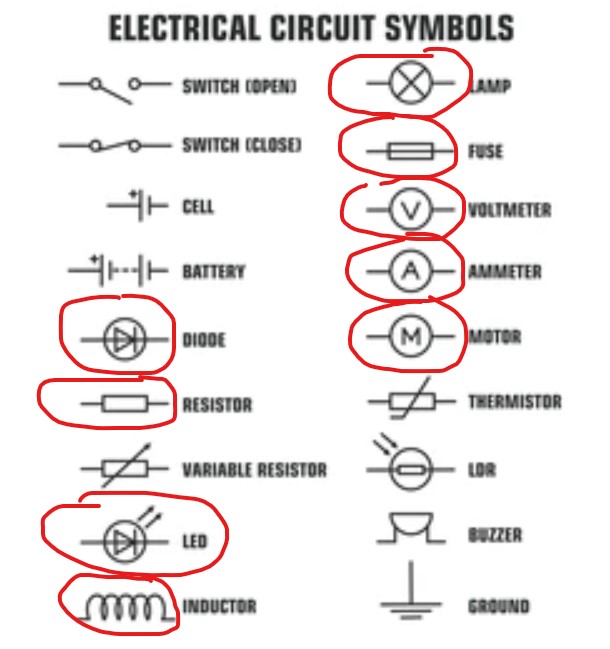 ELECTRICAL CIRCUIT SYMBOLS
SWITCH (OPEN)
SWITCH (CLOSE)
CELL
BATTERY
DIODE
RESISTOR
VARIABLE RESISTOR
LED
INDUCTOR
LAMP
FUSE
V VOLTMETER
A AMMETER
M MOTOR
THERMISTOR
LDR
BUZZER
GROUND